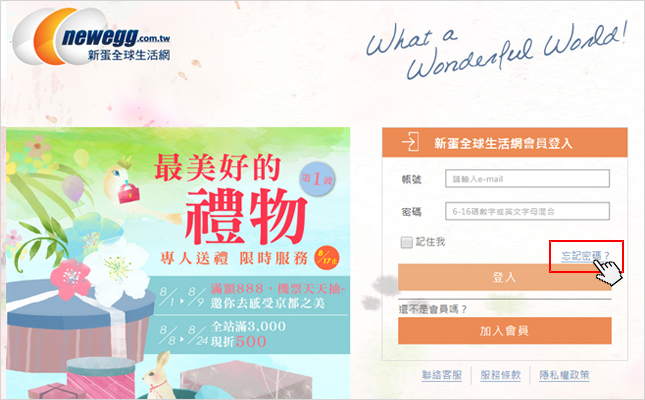 newegg.com.tw
新蛋全球生活網
What a
Wonderful World!
最美好的
第1波
禮物
專人送禮 限時服務
8/17止
8/1 8/9 滿額888,機票天天抽~
邀你去感受京都之美
8/8 8/24 全站滿3,000
現折500
新蛋全球生活網會員登入
帳號 請輸入e-mail
密碼 6-16碼數字或英文字母混合
記住我
忘記密碼?
登入
還不是會員嗎?
加入會員
聯絡客服 服務條款 隱私權政策